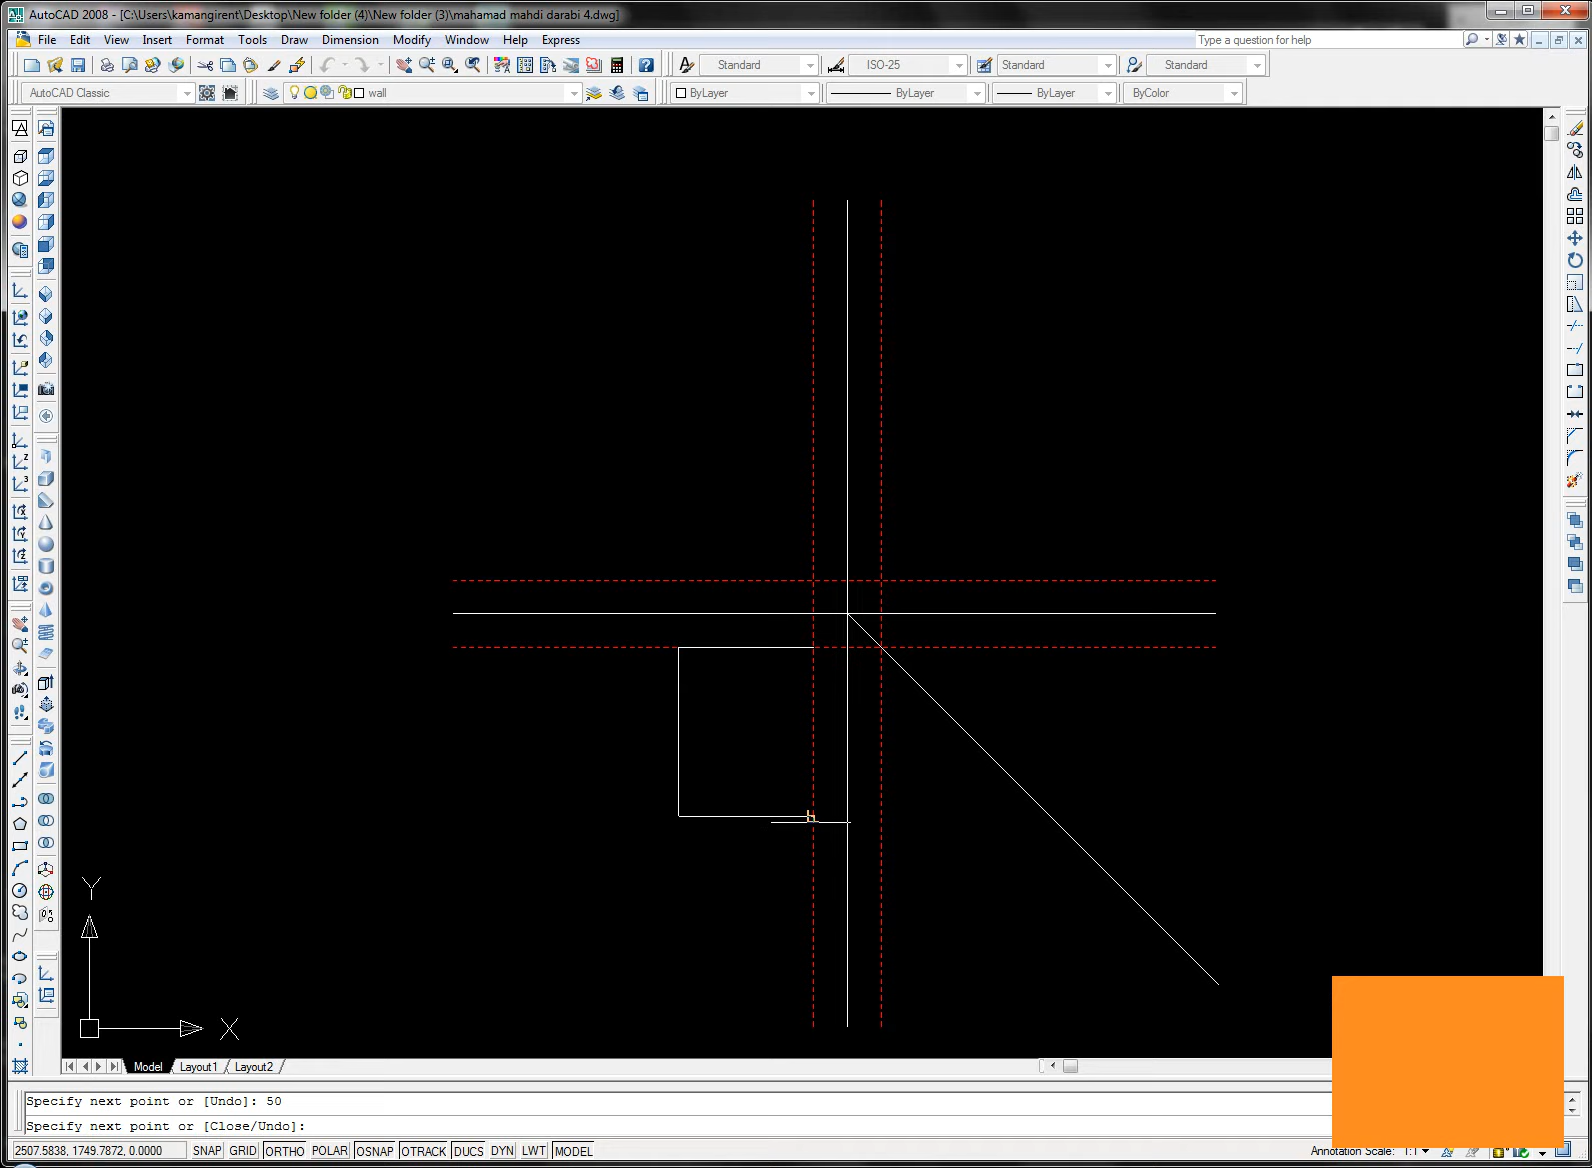 AutoCAD 2008 - [C:\Users\kamangirent\Desktop\New folder (4)\New folder (3)\mahamad mahdi darabi 4.dwg]
File Edit View Insert Format Tools Draw Dimension Modify Window Help Express Type a question for help
Standard ISO-25 Standard Standard
AutoCAD Classic wall ByLayer ByLayer ByLayer ByColor
Y
X
Model Layout1 Layout2
Specify next point or [Undo]: 50
Specify next point or [Close/Undo]:
2507.5838, 1749.7872, 0.0000 SNAP GRID ORTHO POLAR OSNAP OTRACK DUCS DYN LWT MODEL Annotation Scale: 1:1